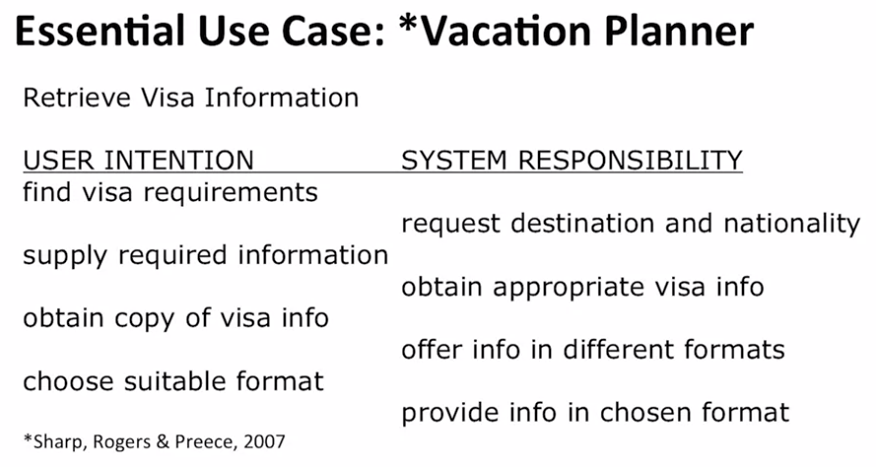 Essential Use Case: *Vacation Planner
Retrieve Visa Information
USER INTENTION SYSTEM RESPONSIBILITY
find visa requirements
request destination and nationality
supply required information
obtain appropriate visa info
obtain copy of visa info
offer info in different formats
choose suitable format
provide info in chosen format
*Sharp, Rogers & Preece, 2007